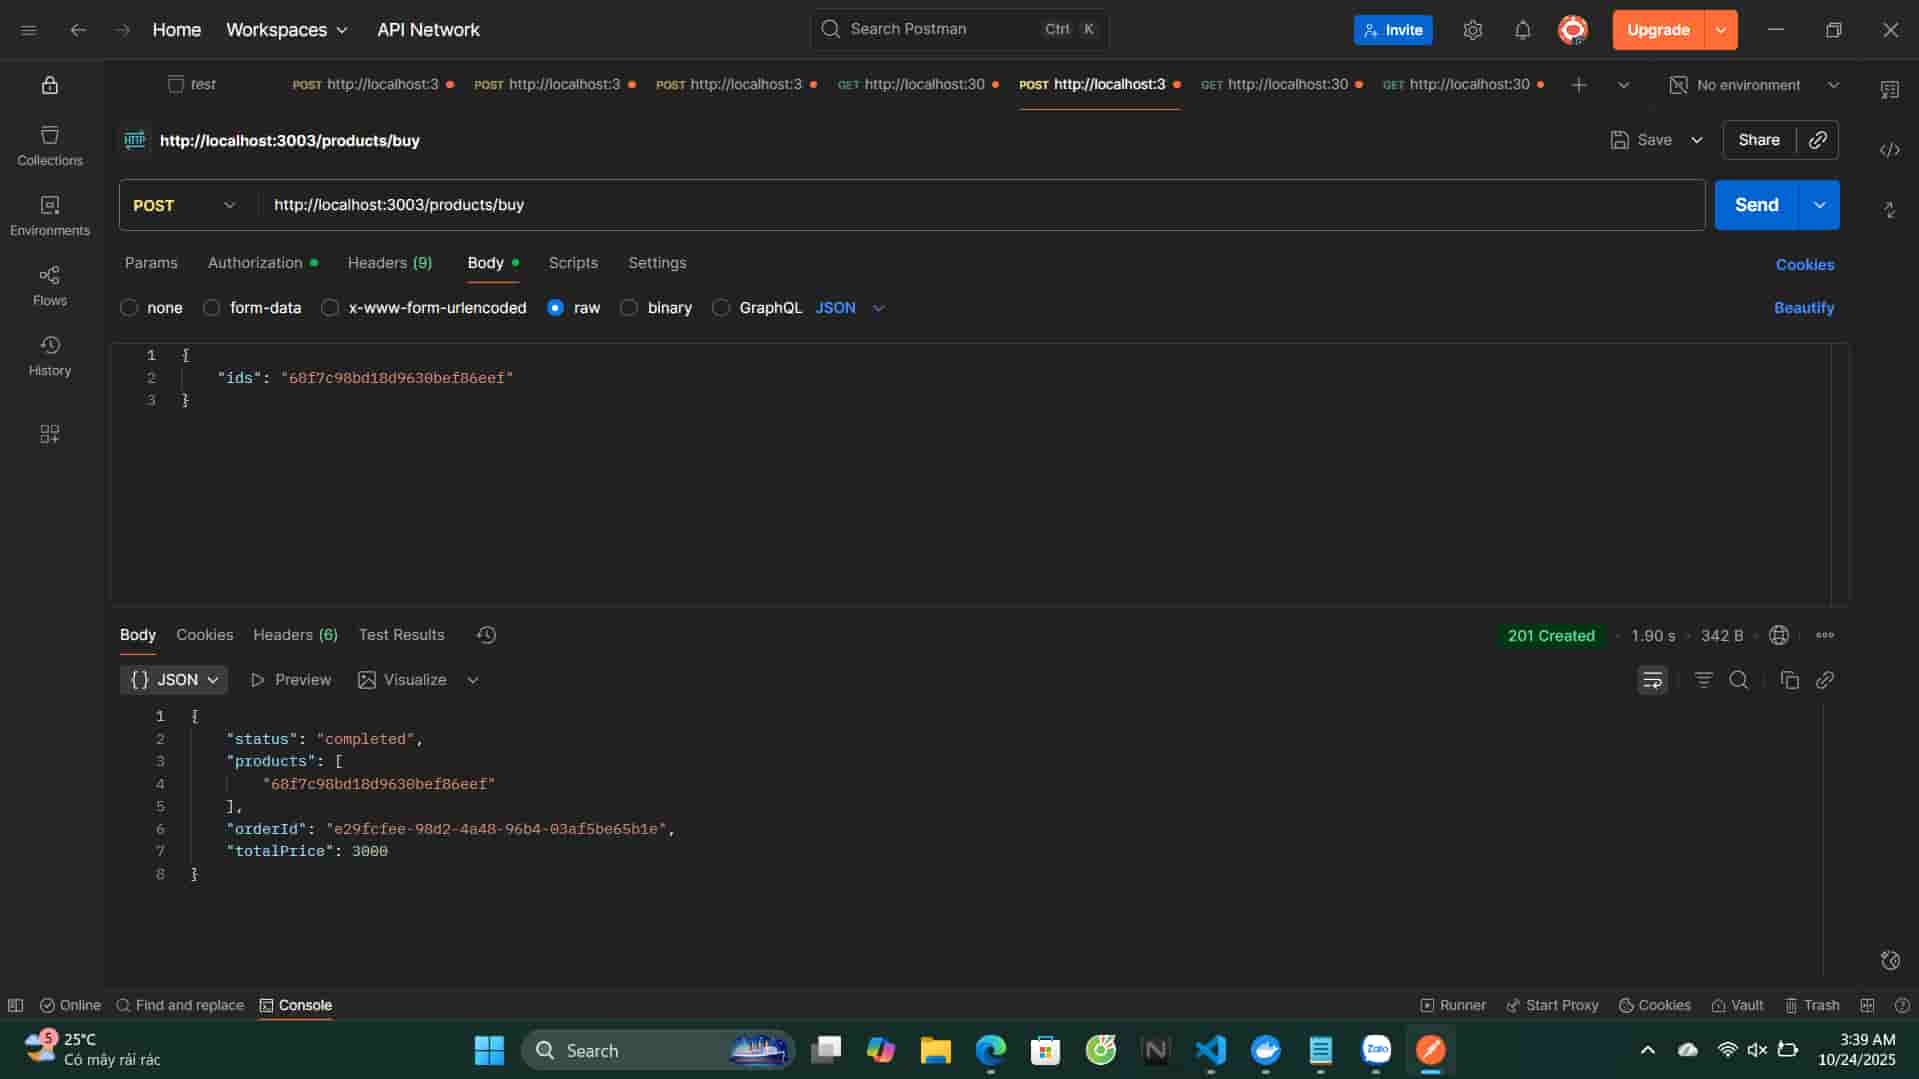 Home Workspaces API Network Search Postman Ctrl K Invite Upgrade
test POST http://localhost:3 POST http://localhost:3 POST http://localhost:3 GET http://localhost:30 POST http://localhost:3 GET http://localhost:30 GET http://localhost:30 No environment
HTTP http://localhost:3003/products/buy Save Share
Collections
POST http://localhost:3003/products/buy Send
Environments
Params Authorization Headers (9) Body Scripts Settings Cookies
Flows
none form-data x-www-form-urlencoded raw binary GraphQL JSON Beautify
History
1 {
2 "ids": "68f7c98bd18d9630bef86eef"
3 }
Body Cookies Headers (6) Test Results 201 Created 1.90 s 342 B
{} JSON Preview Visualize
1 {
2 "status": "completed",
3 "products": [
4 "68f7c98bd18d9630bef86eef"
5 ],
6 "orderId": "e29fcfee-98d2-4a48-96b4-03af5be65b1e",
7 "totalPrice": 3000
8 }
Online Find and replace Console Runner Start Proxy Cookies Vault Trash
5 25°C
Có mây rải rác
Search
Zalo
3:39 AM
10/24/2025